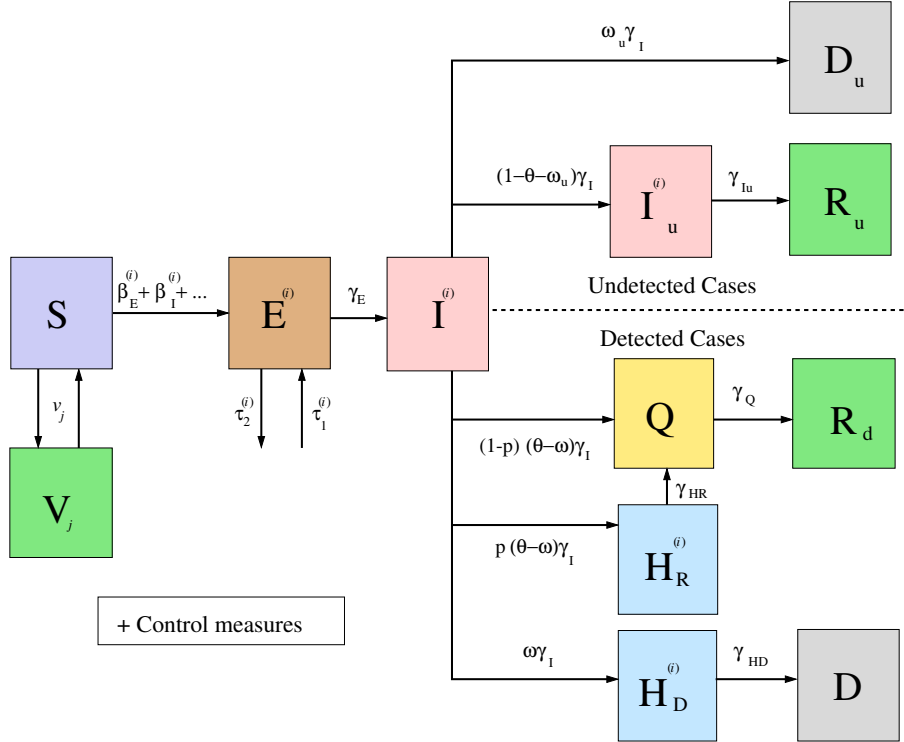 ω_u γ_I
D_u
(1−θ−ω_u)γ_I
I_u^(i)
γ_Iu
R_u
Undetected Cases
S
β_E^(i) + β_I^(i) + ...
E^(i)
γ_E
I^(i)
Detected Cases
ν_j
V_j
τ_2^(i)
τ_1^(i)
(1-p) (θ−ω)γ_I
Q
γ_Q
R_d
γ_HR
p (θ−ω)γ_I
H_R^(i)
+ Control measures
ωγ_I
H_D^(i)
γ_HD
D